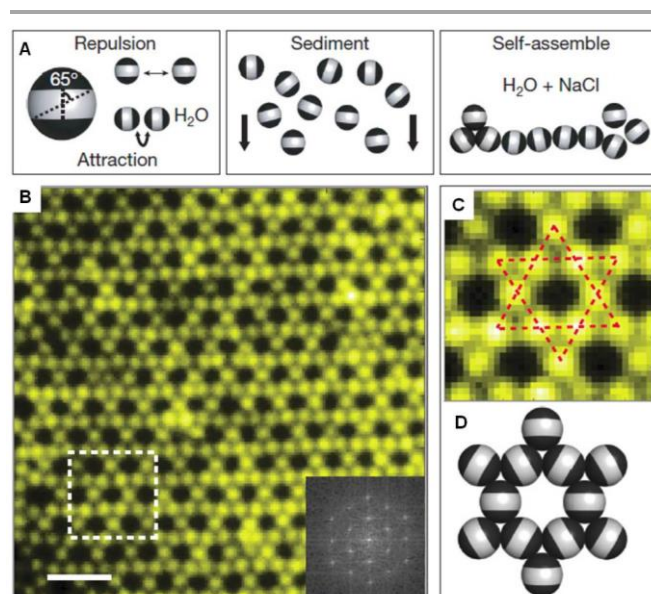 A
Repulsion
65°
H₂O
Attraction
Sediment
Self-assemble
H₂O + NaCl
B
C
D